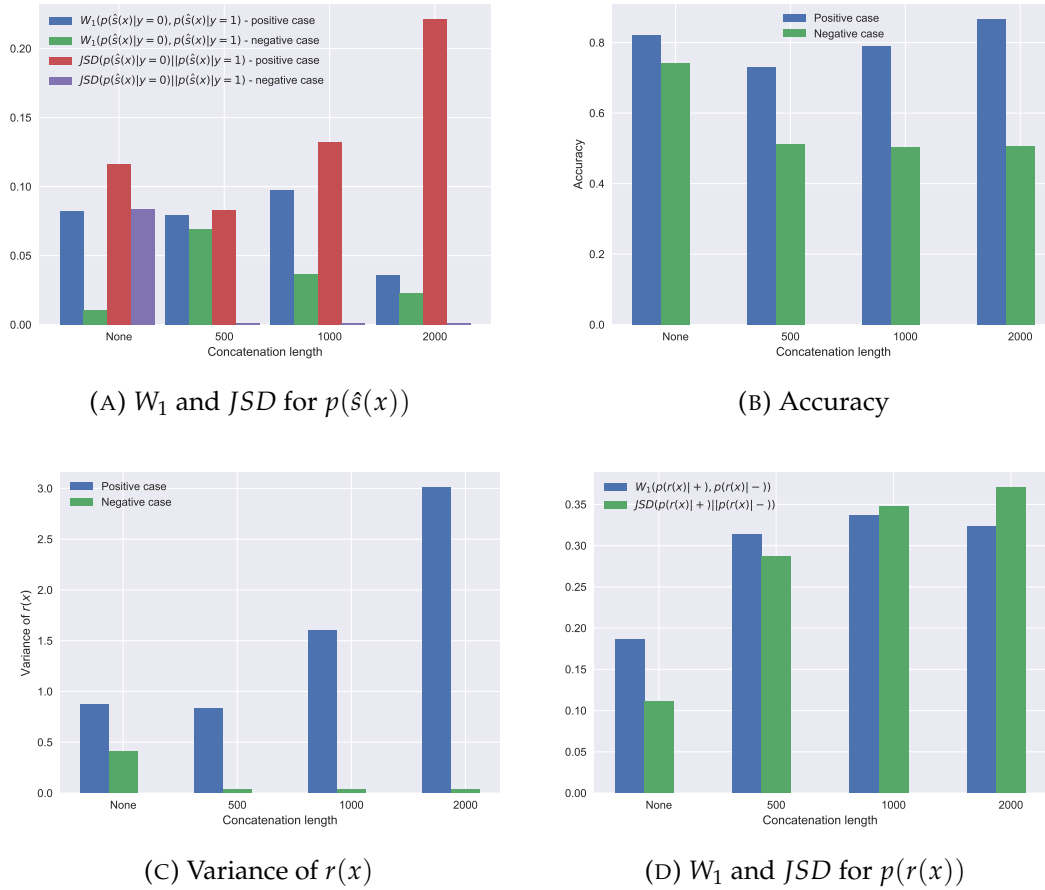 W₁(p(ŝ(x)|y = 0), p(ŝ(x)|y = 1) - positive case
W₁(p(ŝ(x)|y = 0), p(ŝ(x)|y = 1) - negative case
JSD(p(ŝ(x)|y = 0)||p(ŝ(x)|y = 1) - positive case
JSD(p(ŝ(x)|y = 0)||p(ŝ(x)|y = 1) - negative case
0.20
0.15
0.10
0.05
0.00
None 500 1000 2000
Concatenation length
(A) W₁ and JSD for p(ŝ(x))
Positive case
Negative case
0.8
0.6
0.4
0.2
0.0
Accuracy
None 500 1000 2000
Concatenation length
(B) Accuracy
Positive case
Negative case
3.0
2.5
2.0
1.5
1.0
0.5
0.0
Variance of r(x)
None 500 1000 2000
Concatenation length
(C) Variance of r(x)
W₁(p(r(x)| + ), p(r(x)| − ))
JSD(p(r(x)| + )||p(r(x)| − ))
0.35
0.30
0.25
0.20
0.15
0.10
0.05
0.00
None 500 1000 2000
Concatenation length
(D) W₁ and JSD for p(r(x))